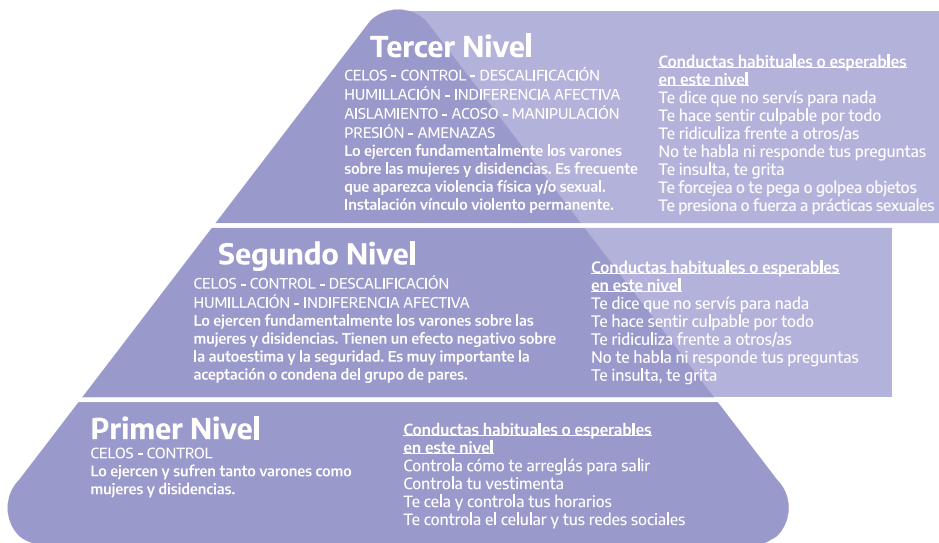 Tercer Nivel
CELOS - CONTROL - DESCALIFICACIÓN
HUMILLACIÓN - INDIFERENCIA AFECTIVA
AISLAMIENTO - ACOSO - MANIPULACIÓN
PRESIÓN - AMENAZAS
Lo ejercen fundamentalmente los varones
sobre las mujeres y disidencias. Es frecuente
que aparezca violencia física y/o sexual.
Instalación vínculo violento permanente.
Conductas habituales o esperables
en este nivel
Te dice que no servís para nada
Te hace sentir culpable por todo
Te ridiculiza frente a otros/as
No te habla ni responde tus preguntas
Te insulta, te grita
Te forcejea o te pega o golpea objetos
Te presiona o fuerza a prácticas sexuales
Segundo Nivel
CELOS - CONTROL - DESCALIFICACIÓN
HUMILLACIÓN - INDIFERENCIA AFECTIVA
Lo ejercen fundamentalmente los varones sobre las
mujeres y disidencias. Tienen un efecto negativo sobre
la autoestima y la seguridad. Es muy importante la
aceptación o condena del grupo de pares.
Conductas habituales o esperables
en este nivel
Te dice que no servís para nada
Te hace sentir culpable por todo
Te ridiculiza frente a otros/as
No te habla ni responde tus preguntas
Te insulta, te grita
Primer Nivel
CELOS - CONTROL
Lo ejercen y sufren tanto varones como
mujeres y disidencias.
Conductas habituales o esperables
en este nivel
Controla cómo te arreglás para salir
Controla tu vestimenta
Te cela y controla tus horarios
Te controla el celular y tus redes sociales